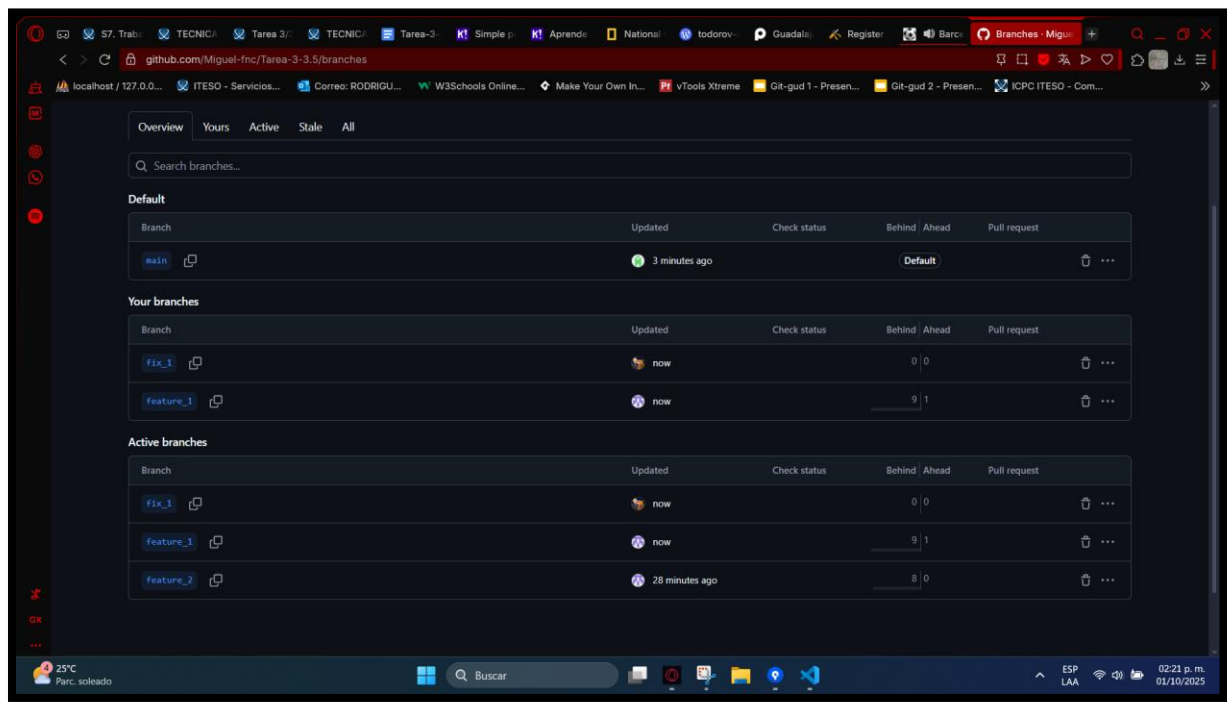 S7. Trab
TECNICA
Tarea 3/
TECNICA
Tarea-3-
K! Simple p
K! Aprende
National
todorov-
Guadalaj
Register
Barce
Branches · Migue
github.com/Miguel-fnc/Tarea-3-3.5/branches
localhost / 127.0.0...
ITESO - Servicios...
Correo: RODRIGU...
W3Schools Online...
Make Your Own In...
Pr vTools Xtreme
Git-gud 1 - Presen...
Git-gud 2 - Presen...
ICPC ITESO - Com...
Overview Yours Active Stale All
Search branches...
Default
Branch Updated Check status Behind Ahead Pull request
main 3 minutes ago Default
Your branches
Branch Updated Check status Behind Ahead Pull request
fix_1 now 0 0
feature_1 now 9 1
Active branches
Branch Updated Check status Behind Ahead Pull request
fix_1 now 0 0
feature_1 now 9 1
feature_2 28 minutes ago 8 0
GX
4
25°C
Parc. soleado
Buscar
ESP
LAA
02:21 p. m.
01/10/2025